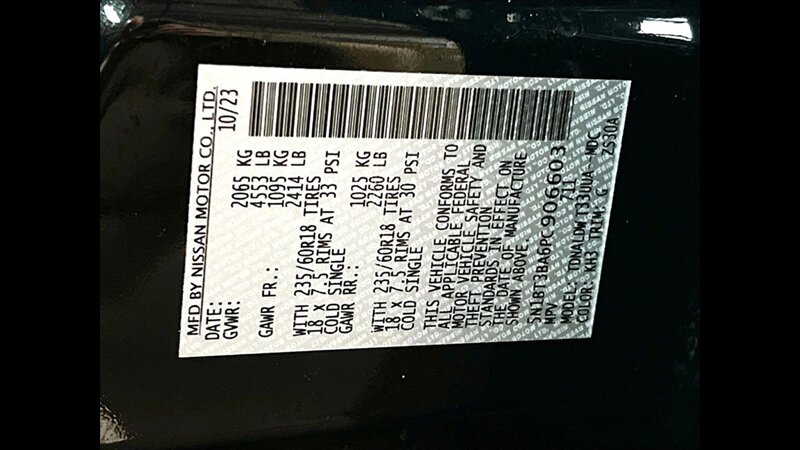 MFD BY NISSAN MOTOR CO., LTD.
DATE: 10/23
GVWR: 2065 KG
4553 LB
GAWR FR: 1095 KG
2414 LB
WITH 235/60R18 TIRES
18 X 7.5 RIMS AT 33 PSI
COLD SINGLE
GAWR RR: 1025 KG
2260 LB
WITH 235/60R18 TIRES
18 X 7.5 RIMS AT 30 PSI
COLD SINGLE
THIS VEHICLE CONFORMS TO
ALL APPLICABLE FEDERAL
MOTOR VEHICLE SAFETY AND
THEFT PREVENTION
STANDARDS IN EFFECT ON
THE DATE OF MANUFACTURE
SHOWN ABOVE.
5N1BT3BA6PC906603
MPV 711
COLOR: KH3 TRIM: G Z530A